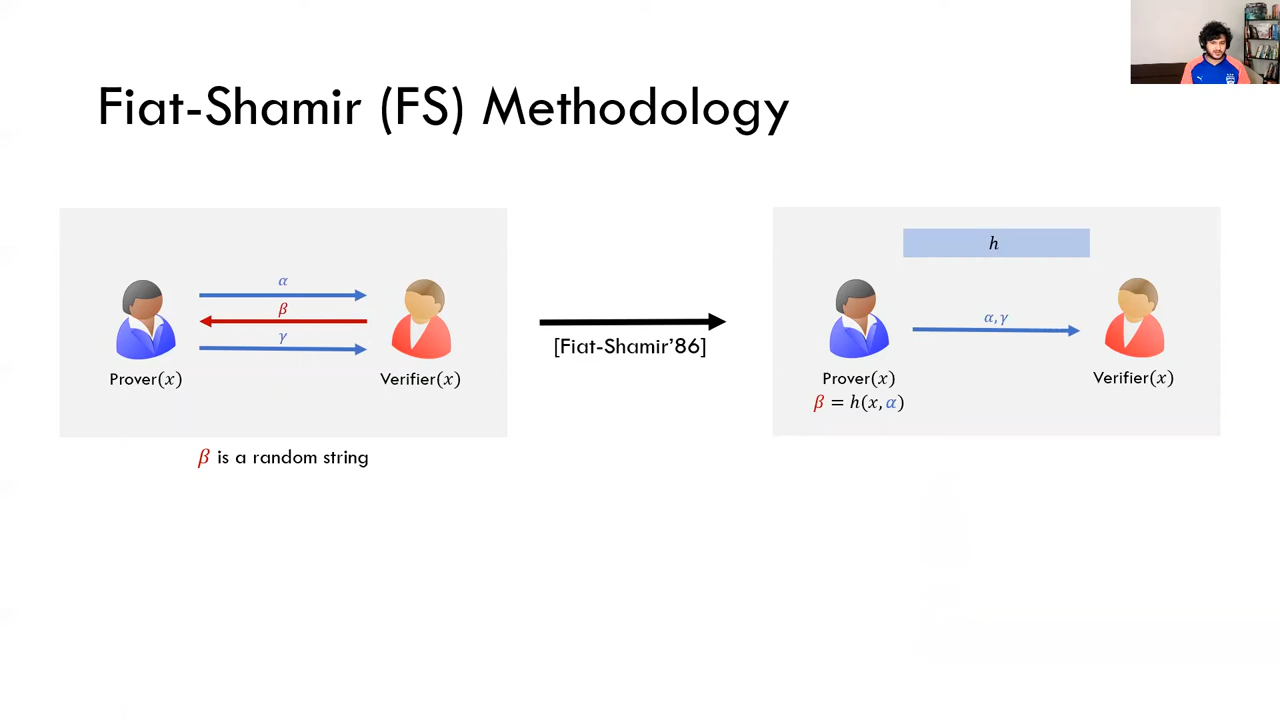 Fiat-Shamir (FS) Methodology
α
β
γ
Prover(x)
Verifier(x)
β is a random string
[Fiat-Shamir'86]
h
α, γ
Prover(x)
β = h(x, α)
Verifier(x)